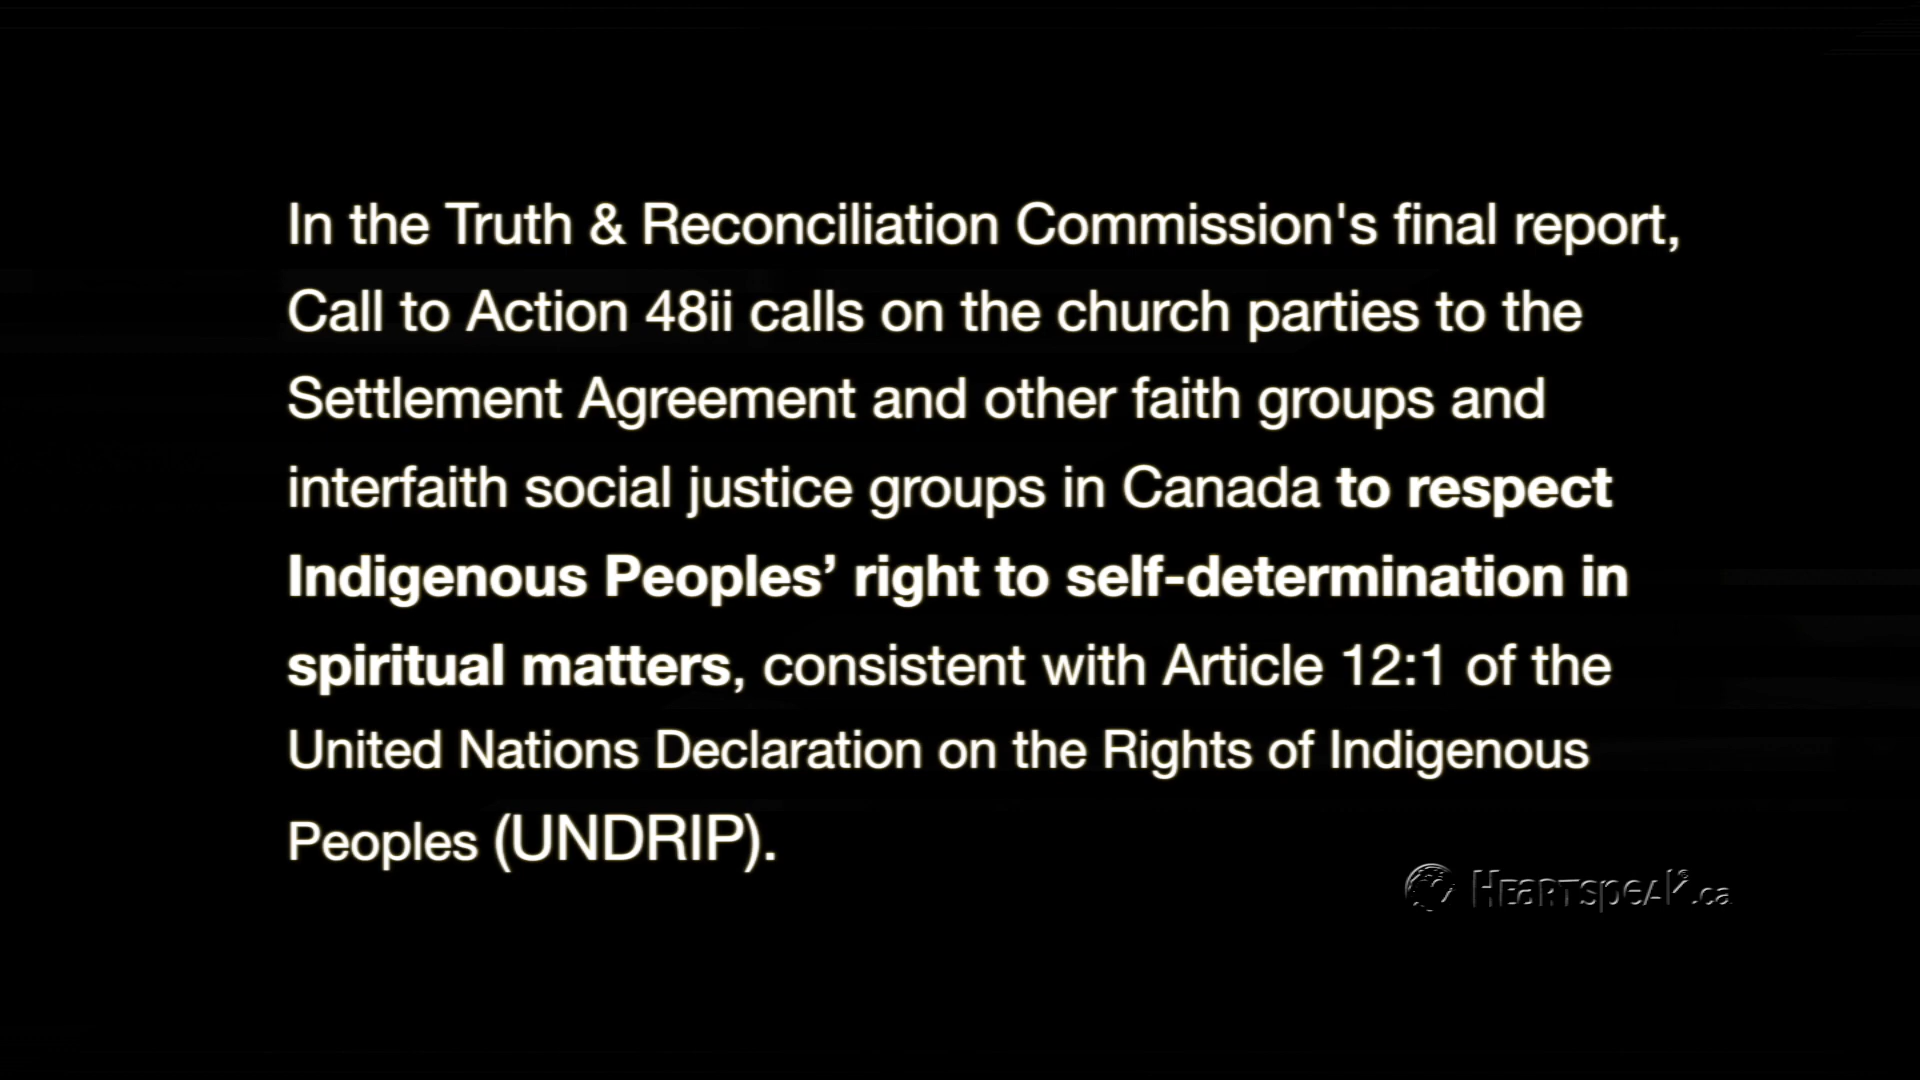 In the Truth & Reconciliation Commission's final report,
Call to Action 48ii calls on the church parties to the
Settlement Agreement and other faith groups and
interfaith social justice groups in Canada to respect
Indigenous Peoples’ right to self-determination in
spiritual matters, consistent with Article 12:1 of the
United Nations Declaration on the Rights of Indigenous
Peoples (UNDRIP).
HeartspeaK.ca